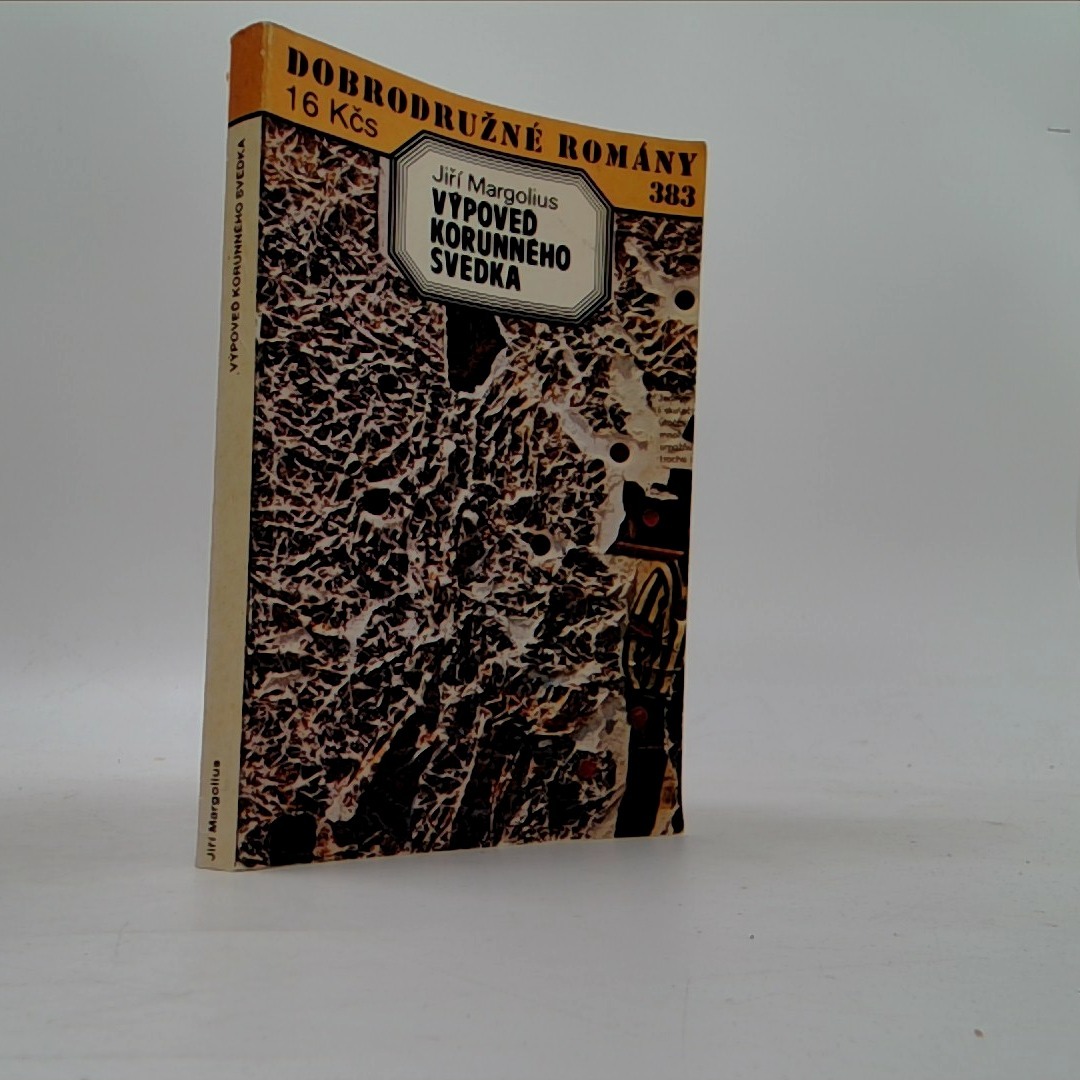 DOBRODRUŽNÉ ROMÁNY
16 Kčs
383
Jiří Margolius
VÝPOVEĎ
KORUNNÉHO
SVEDKA
VÝPOVEĎ KORUNNÉHO SVEDKA
Jiří Margolius